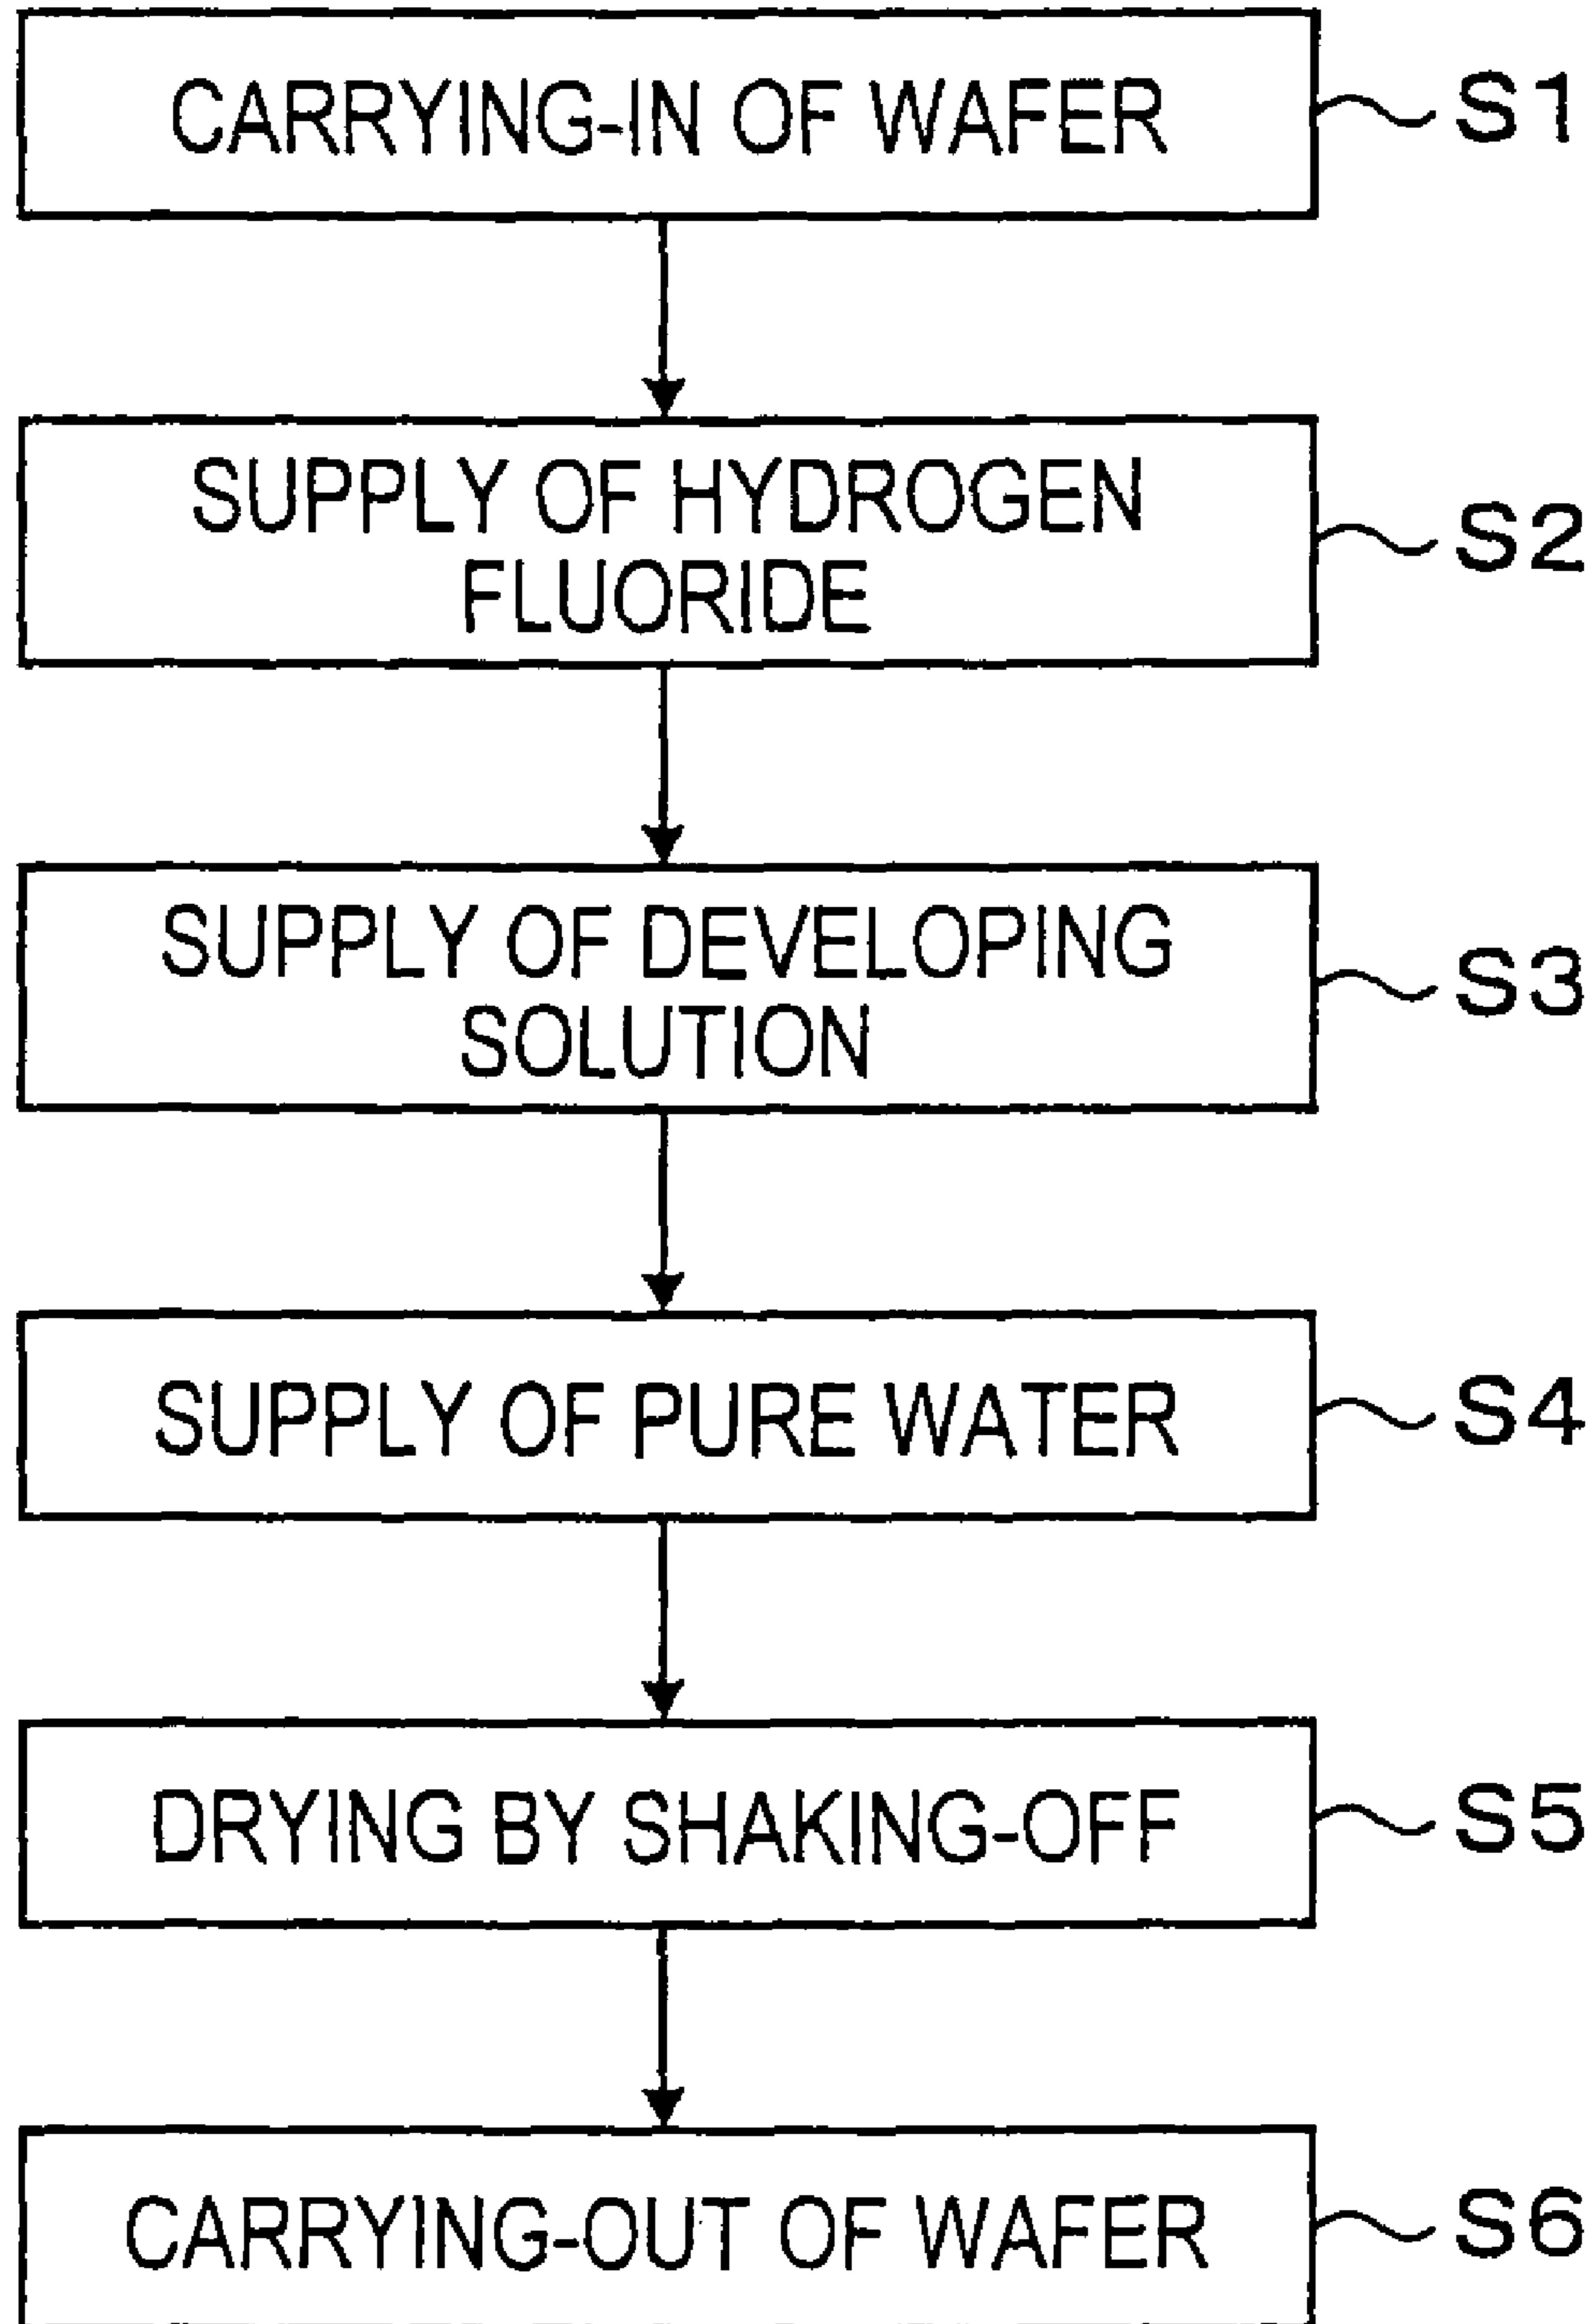 CARRYING-IN OF WAFER
S1
SUPPLY OF HYDROGEN
FLUORIDE
S2
SUPPLY OF DEVELOPING
SOLUTION
S3
SUPPLY OF PURE WATER
S4
DRYING BY SHAKING-OFF
S5
CARRYING-OUT OF WAFER
S6